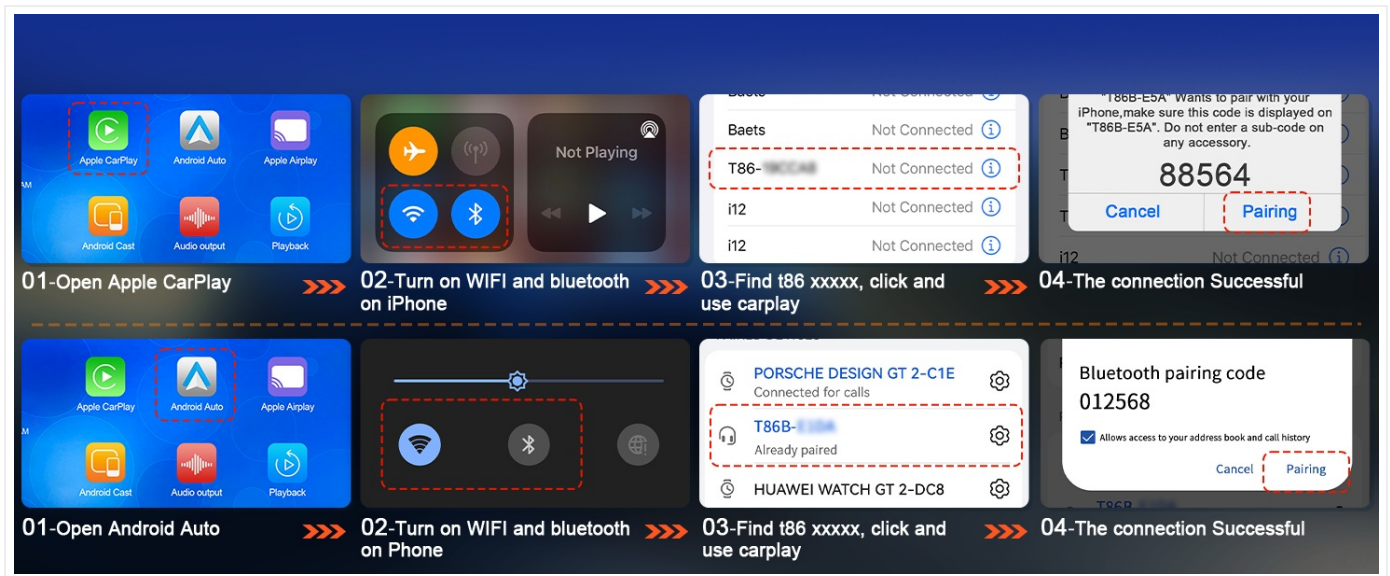 Apple CarPlay
Android Auto
Apple Airplay
AM
Android Cast
Audio output
Playback
01-Open Apple CarPlay
Not Playing
02-Turn on WIFI and bluetooth
on iPhone
Baets Not Connected
T86- Not Connected
i12 Not Connected
i12 Not Connected
03-Find t86 xxxxx, click and
use carplay
"T86B-E5A" Wants to pair with your
iPhone,make sure this code is displayed on
"T86B-E5A". Do not enter a sub-code on
any accessory.
88564
Cancel Pairing
i12 Not Connected
04-The connection Successful
Apple CarPlay
Android Auto
Apple Airplay
M
Android Cast
Audio output
Playback
01-Open Android Auto
02-Turn on WIFI and bluetooth
on Phone
PORSCHE DESIGN GT 2-C1E
Connected for calls
T86B-
Already paired
HUAWEI WATCH GT 2-DC8
03-Find t86 xxxxx, click and
use carplay
Bluetooth pairing code
012568
Allows access to your address book and call history
Cancel Pairing
04-The connection Successful